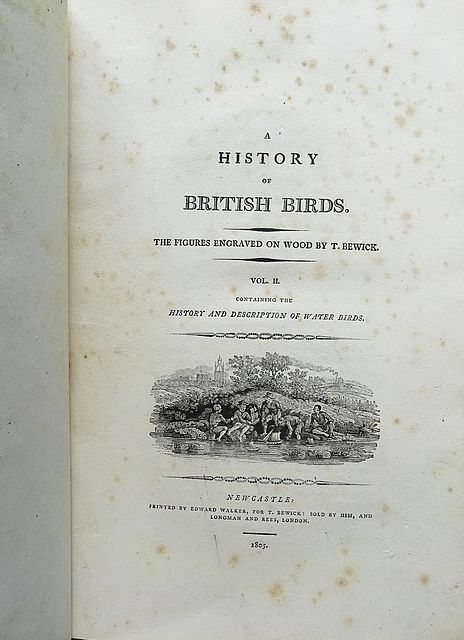 A
HISTORY
OF
BRITISH BIRDS.
THE FIGURES ENGRAVED ON WOOD BY T. BEWICK.
VOL. II.
CONTAINING THE
HISTORY AND DESCRIPTION OF WATER BIRDS.
NEWCASTLE:
PRINTED BY EDWARD WALKER, FOR T. BEWICK: SOLD BY HIM, AND
LONGMAN AND REES, LONDON.
1805.